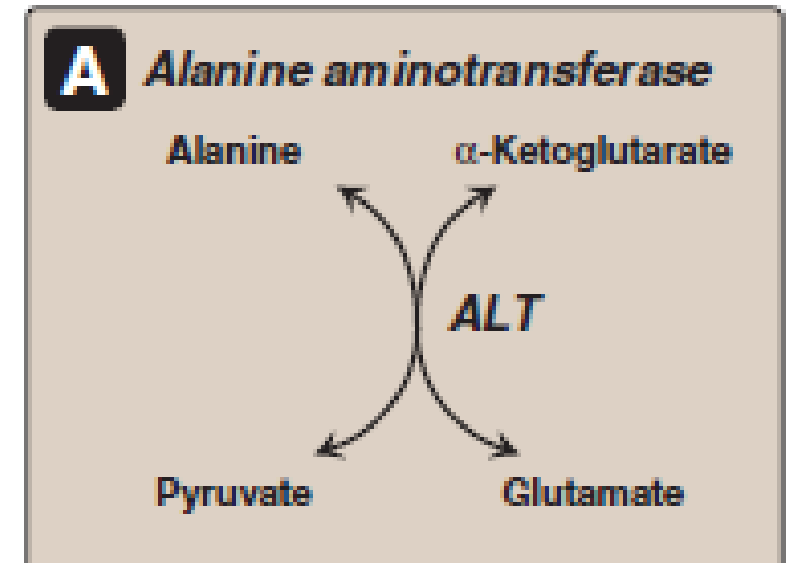 A Alanine aminotransferase
Alanine α-Ketoglutarate
ALT
Pyruvate Glutamate